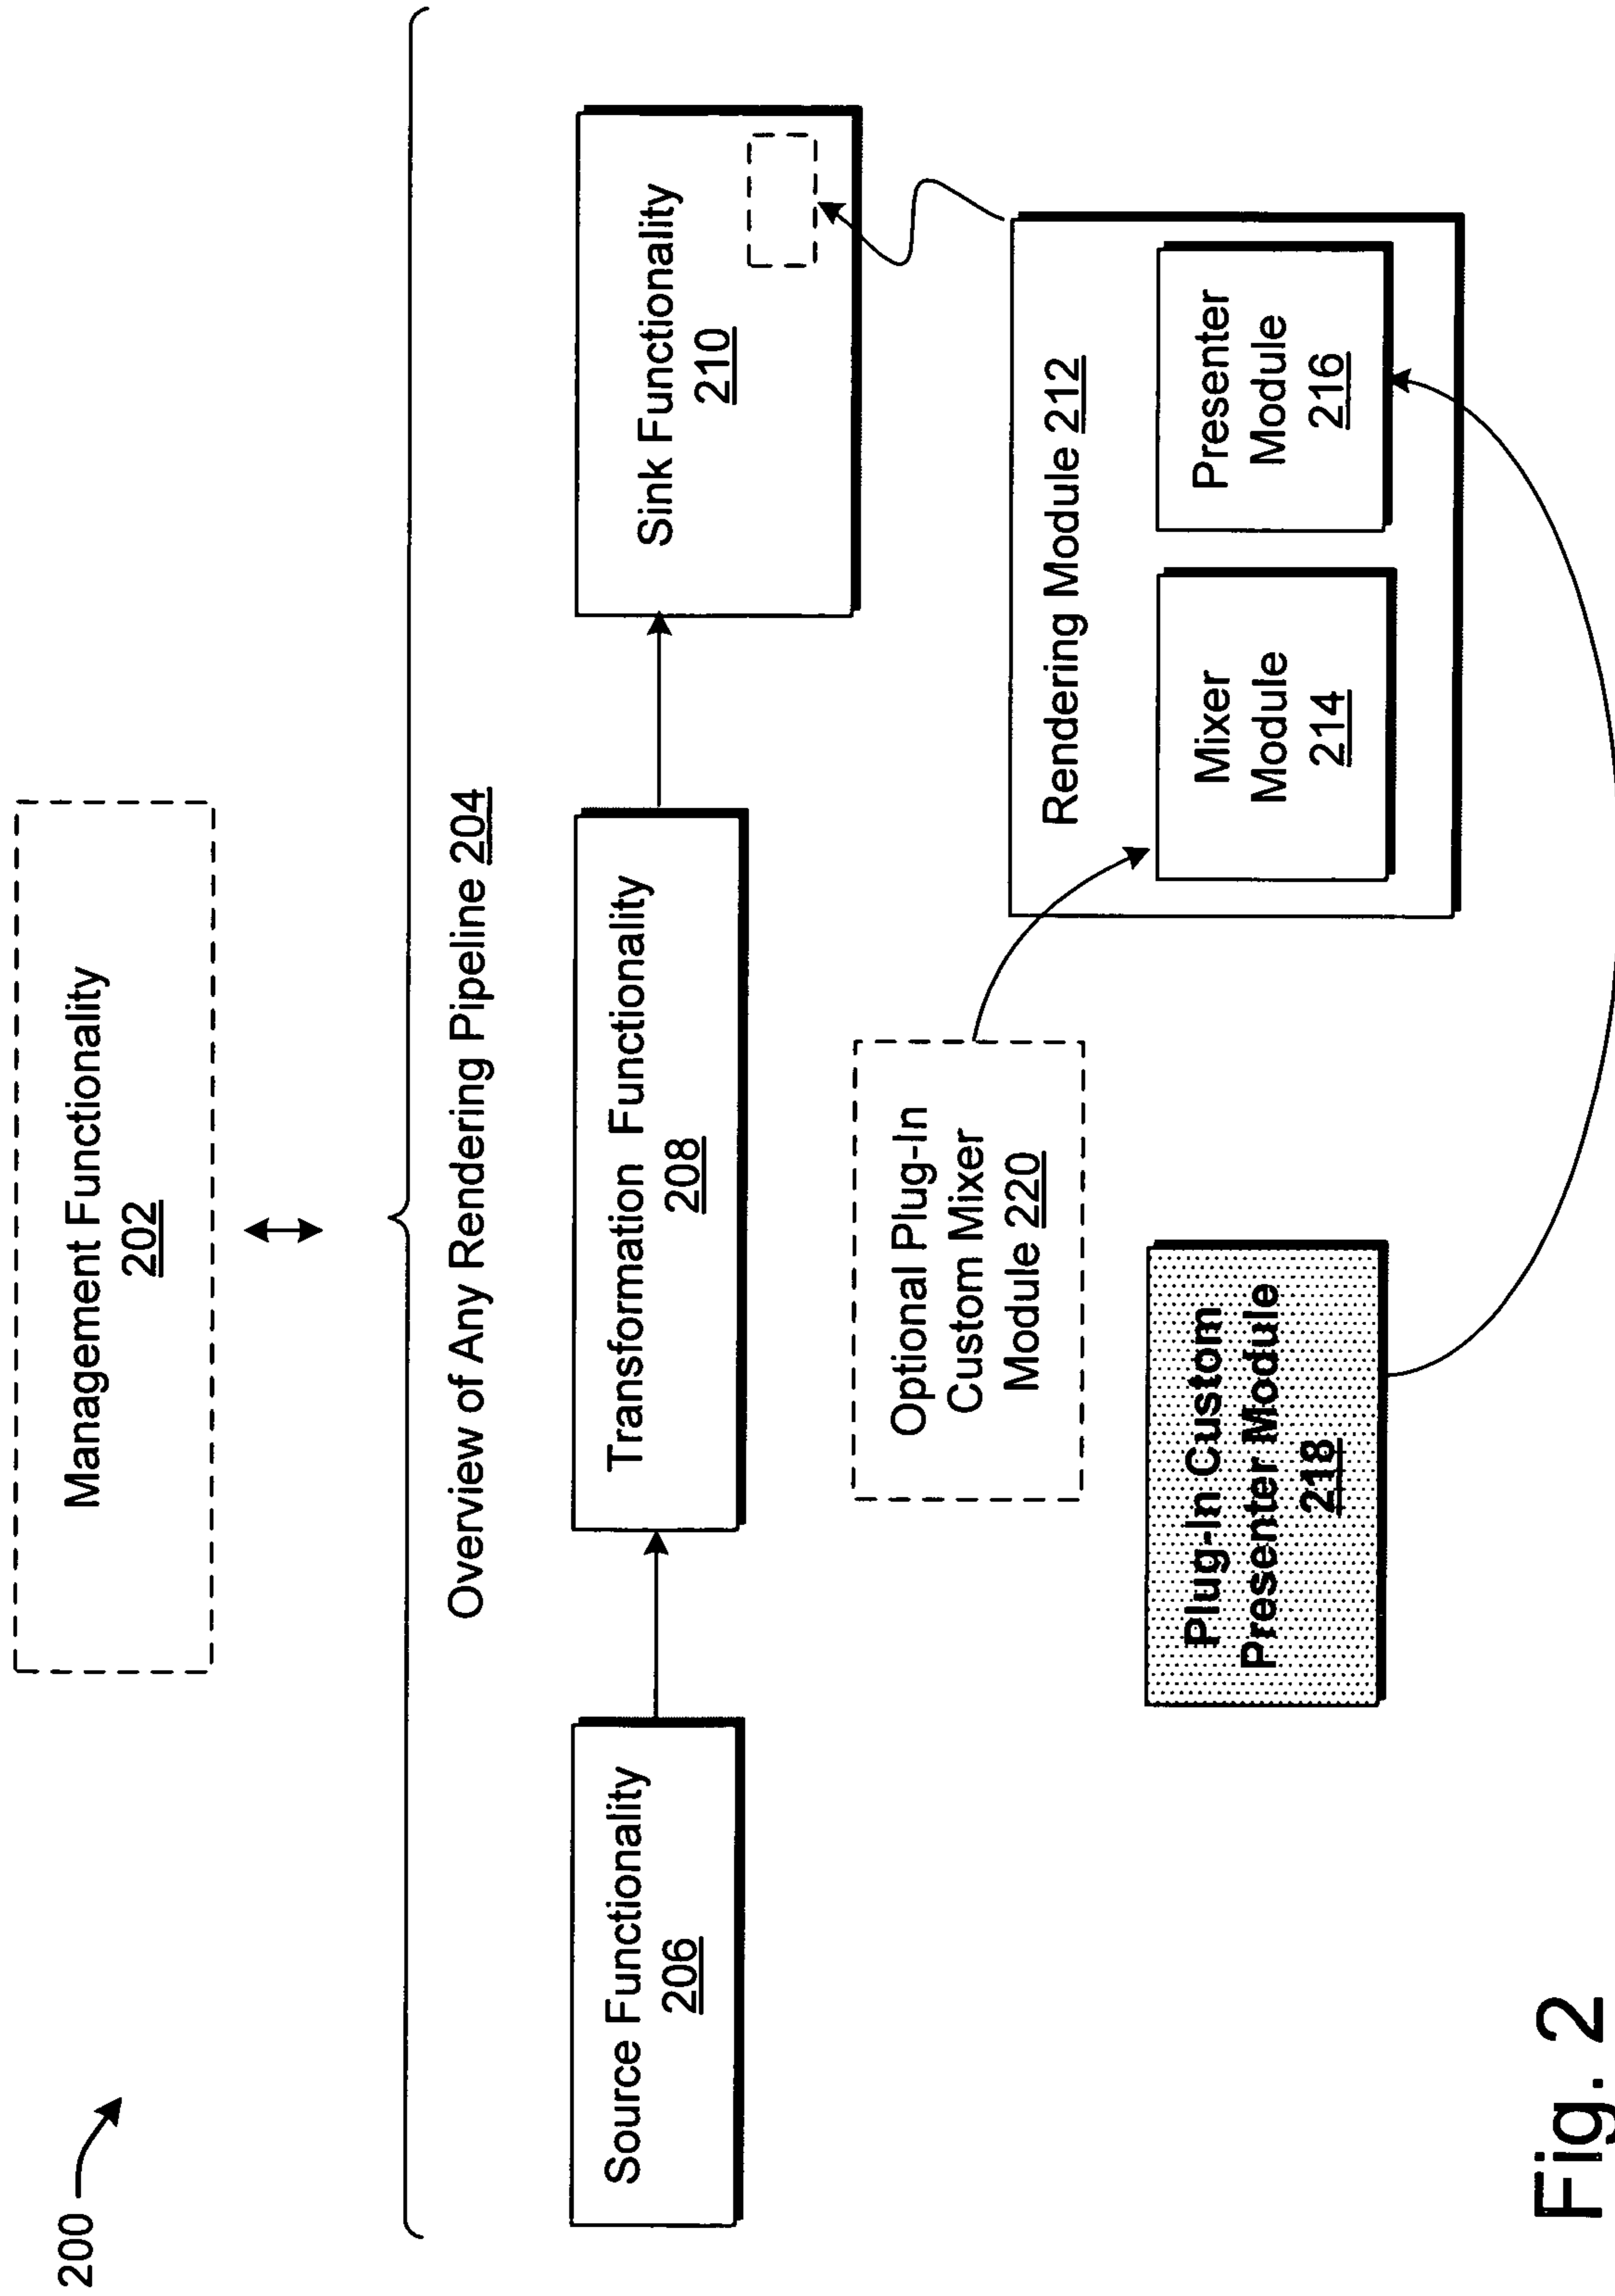 200
Management Functionality
202
Overview of Any Rendering Pipeline 204
Source Functionality
206
Transformation Functionality
208
Sink Functionality
210
Optional Plug-In
Custom Mixer
Module 220
Rendering Module 212
Mixer
Module
214
Presenter
Module
216
Plug-In Custom
Presenter Module
218
Fig. 2